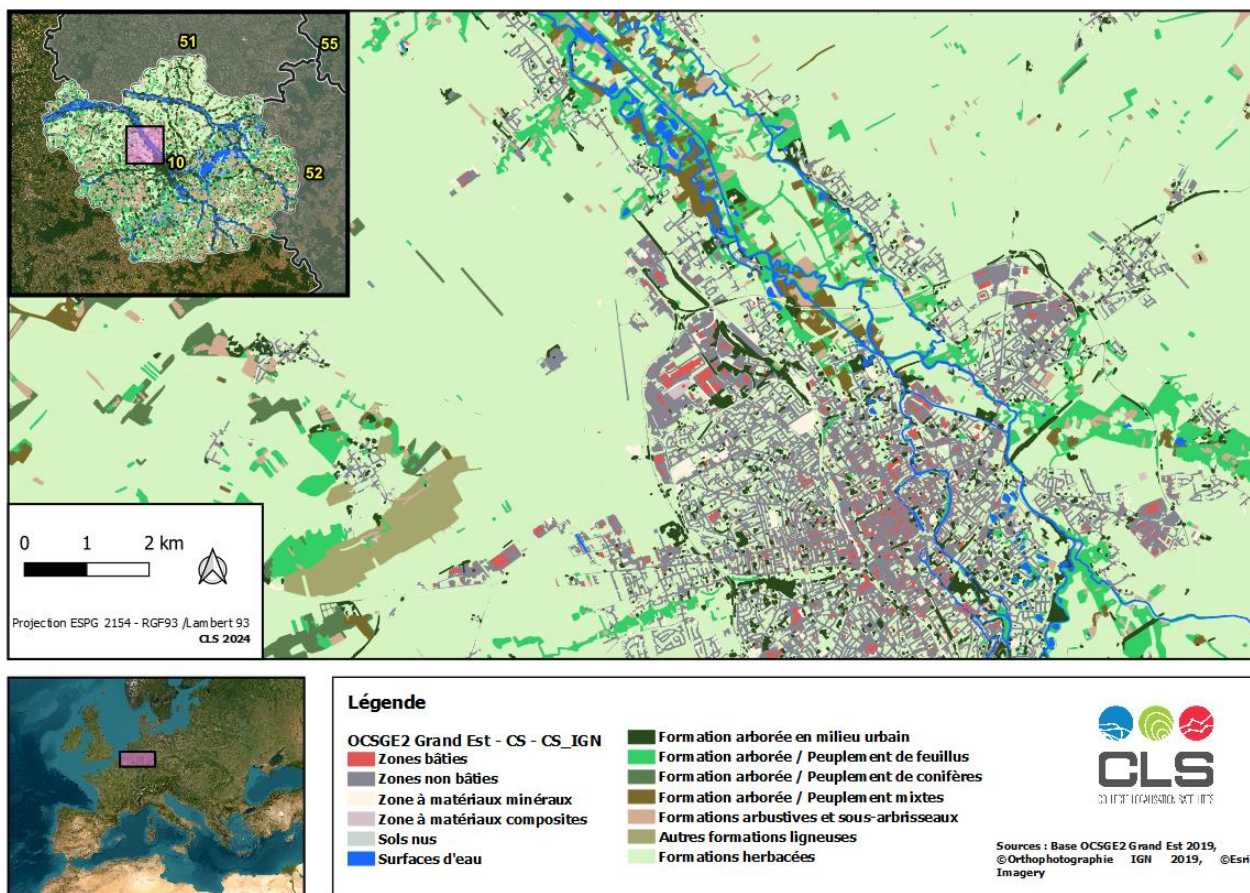 51
55
10
52
0 1 2 km
Projection ESPG 2154 - RGF93 /Lambert 93
CLS 2024
Légende
OCSGE2 Grand Est - CS - CS_IGN
Zones bâties
Zones non bâties
Zone à matériaux minéraux
Zone à matériaux composites
Sols nus
Surfaces d'eau
Formation arborée en milieu urbain
Formation arborée / Peuplement de feuillus
Formation arborée / Peuplement de conifères
Formation arborée / Peuplement mixtes
Formations arbustives et sous-arbrisseaux
Autres formations ligneuses
Formations herbacées
CLS
COLLECTE LOCALISATION SATELLITES
Sources : Base OCSGE2 Grand Est 2019,
©Orthophotographie IGN 2019, ©Esri
Imagery